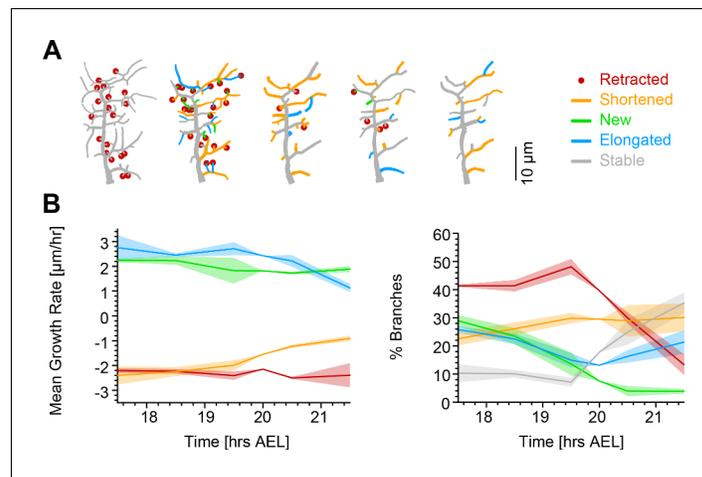 A
Retracted
Shortened
New
Elongated
Stable
10 µm
B
Mean Growth Rate [µm/hr]
3
2
1
0
-1
-2
-3
18 19 20 21
Time [hrs AEL]
% Branches
60
50
40
30
20
10
0
18 19 20 21
Time [hrs AEL]